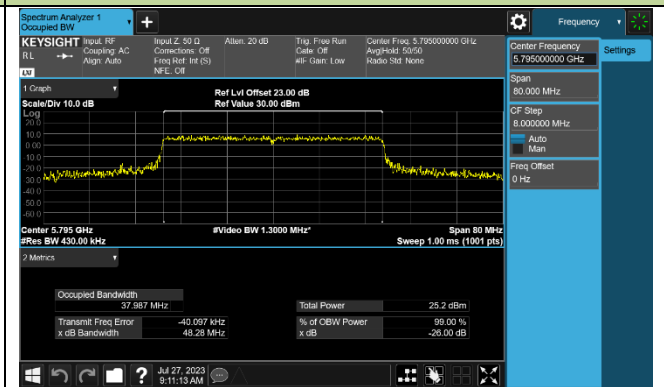 Spectrum Analyzer 1
Occupied BW
Frequency
KEYSIGHT Input: RF Input Z: 50 Ω Atten: 20 dB Trig: Free Run Center Freq: 5.795000000 GHz
RL Coupling: AC Corrections: Off Gate: Off Avg|Hold: 50/50
Align: Auto Freq Ref: Int (S) #IF Gain: Low Radio Std: None
NFE: Off
LXI
Center Frequency
5.795000000 GHz
Settings
Span
80.000 MHz
CF Step
8.000000 MHz
Auto
Man
Freq Offset
0 Hz
1 Graph
Ref Lvl Offset 23.00 dB
Scale/Div 10.0 dB Ref Value 30.00 dBm
Log
20.0
10.0
0.00
-10.0
-20.0
-30.0
-40.0
-50.0
-60.0
Center 5.795 GHz #Video BW 1.3000 MHz* Span 80 MHz
#Res BW 430.00 kHz Sweep 1.00 ms (1001 pts)
2 Metrics
Occupied Bandwidth
37.987 MHz Total Power 25.2 dBm
Transmit Freq Error -40.097 kHz % of OBW Power 99.00 %
x dB Bandwidth 48.28 MHz x dB -26.00 dB
? Jul 27, 2023
9:11:13 AM